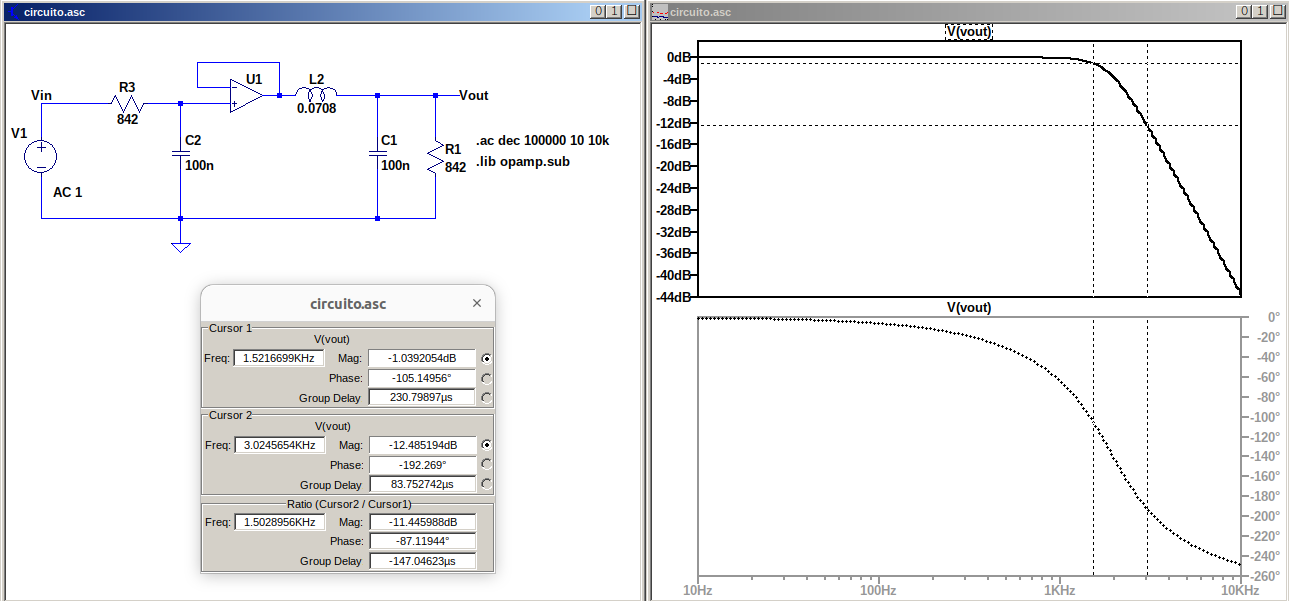 circuito.asc
0 1
circuito.asc
0 1
Vin
R3
842
V1
AC 1
C2
100n
U1
L2
0.0708
Vout
C1
100n
R1
842
.ac dec 100000 10 10k
.lib opamp.sub
circuito.asc ×
Cursor 1
V(vout)
Freq: 1.5216699KHz Mag: -1.0392054dB
Phase: -105.14956°
Group Delay 230.79897µs
Cursor 2
V(vout)
Freq: 3.0245654KHz Mag: -12.485194dB
Phase: -192.269°
Group Delay 83.752742µs
Ratio (Cursor2 / Cursor1)
Freq: 1.5028956KHz Mag: -11.445988dB
Phase: -87.11944°
Group Delay -147.04623µs
V(vout)
0dB
-4dB
-8dB
-12dB
-16dB
-20dB
-24dB
-28dB
-32dB
-36dB
-40dB
-44dB
V(vout)
0°
-20°
-40°
-60°
-80°
-100°
-120°
-140°
-160°
-180°
-200°
-220°
-240°
-260°
10Hz 100Hz 1KHz 10KHz